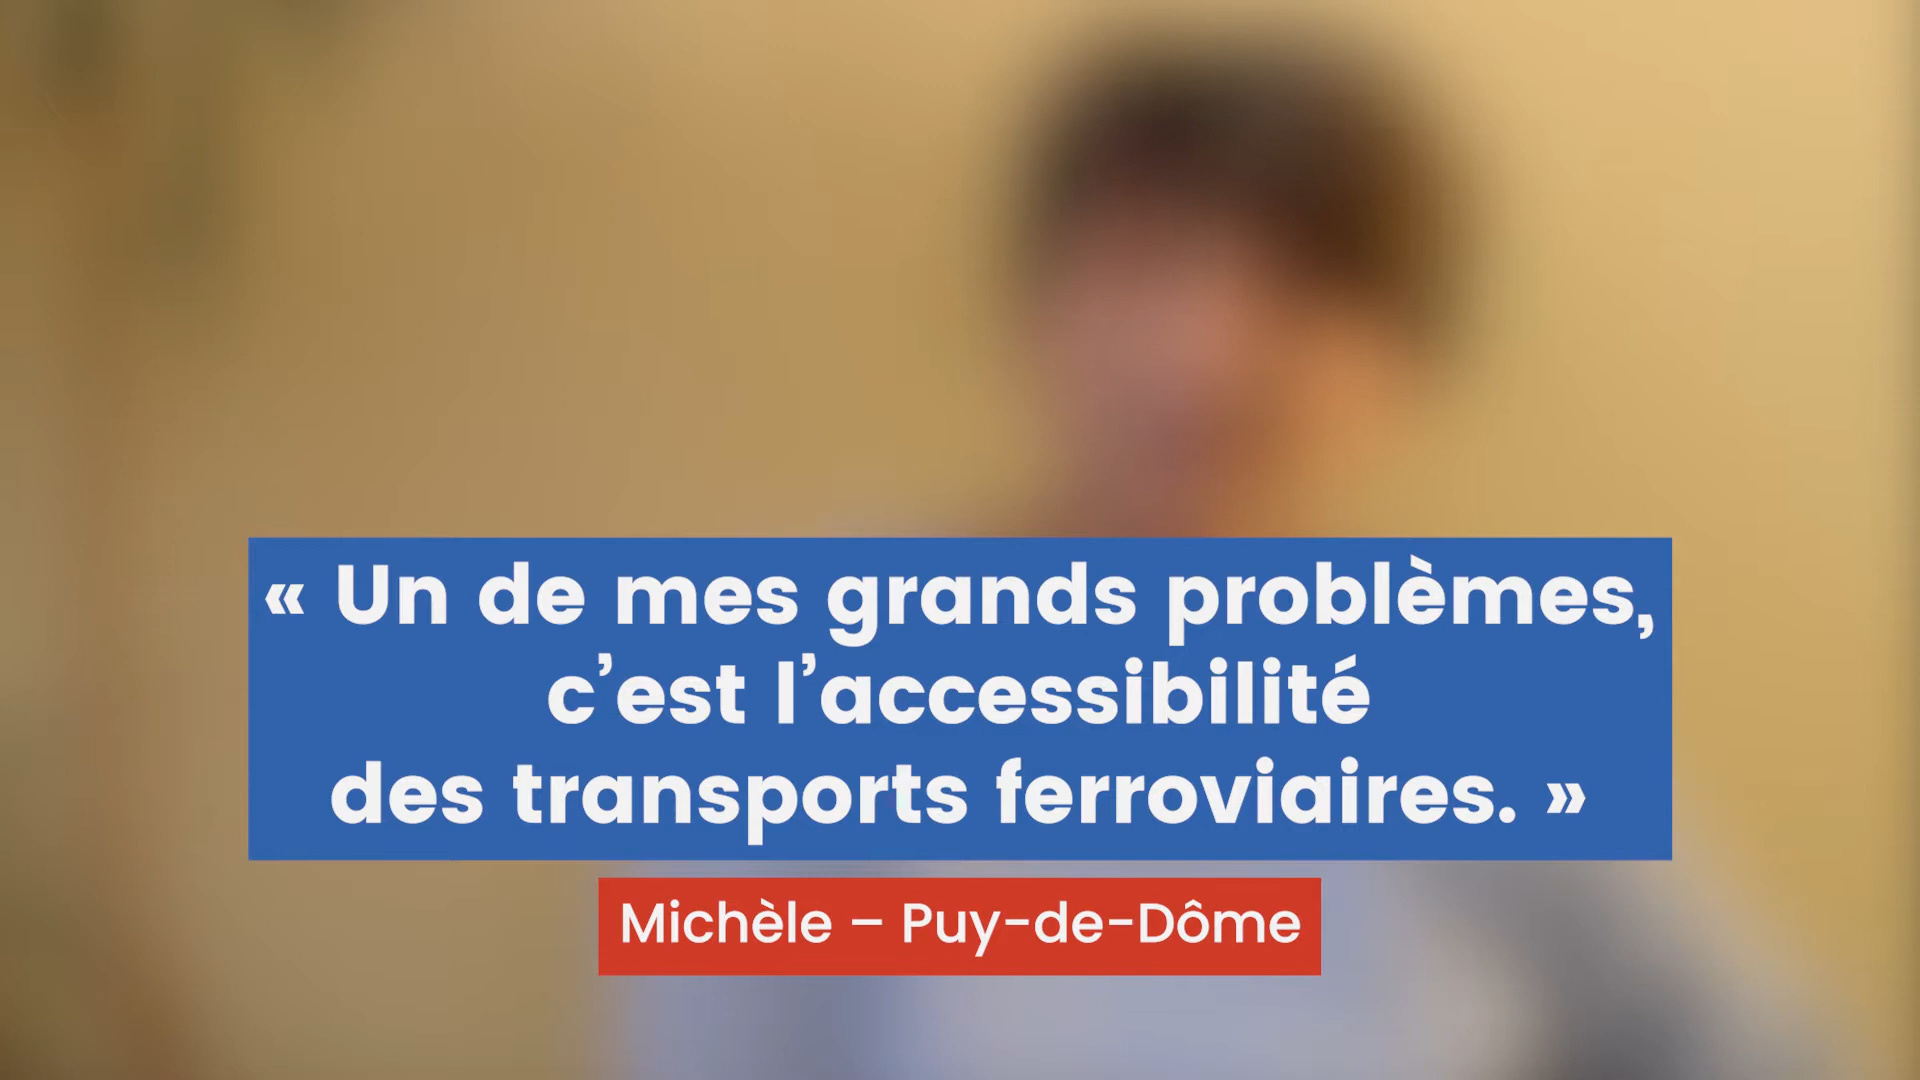 « Un de mes grands problèmes,
c’est l’accessibilité
des transports ferroviaires. »
Michèle – Puy-de-Dôme